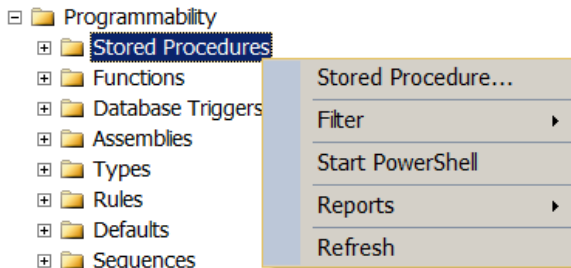 Programmability
Stored Procedures
Functions
Database Triggers
Assemblies
Types
Rules
Defaults
Sequences
Stored Procedure...
Filter
Start PowerShell
Reports
Refresh